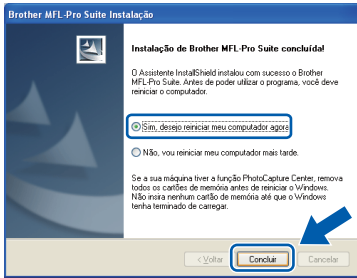 Brother MFL-Pro Suite Instalação
Instalação de Brother MFL-Pro Suite concluída!
O Assistente InstallShield instalou com sucesso o Brother
MFL-Pro Suite. Antes de poder utilizar o programa, você deve
reiniciar o computador.
Sim, desejo reiniciar meu computador agora
Não, vou reiniciar meu computador mais tarde.
Se a sua máquina tiver a função PhotoCapture Center, remova
todos os cartões de memória antes de reiniciar o Windows.
Não insira nenhum cartão de memória até que o Windows
tenha terminado de carregar.
< Voltar
Concluir
Cancelar